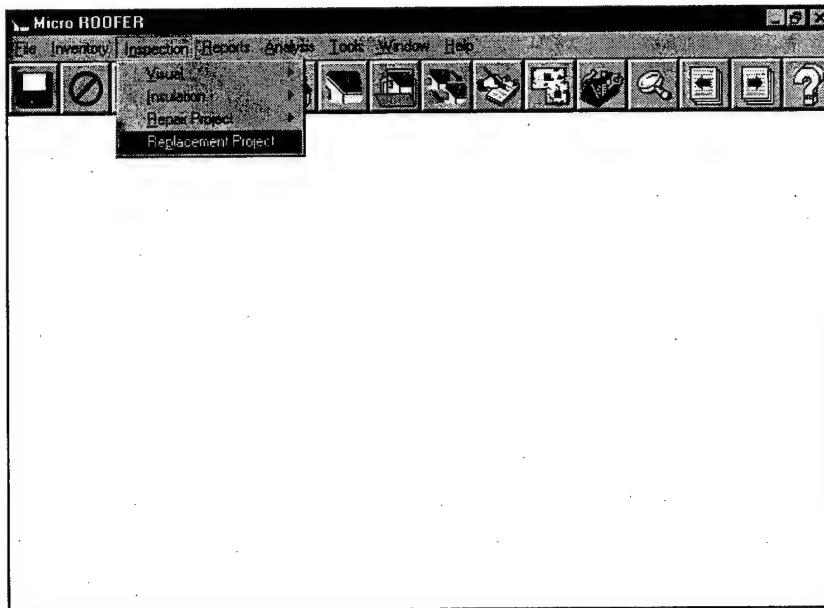 Micro ROOFER
File Inventory Inspection Reports Analysis Tools Window Help
Visual
Insulation
Repair Project
Replacement Project